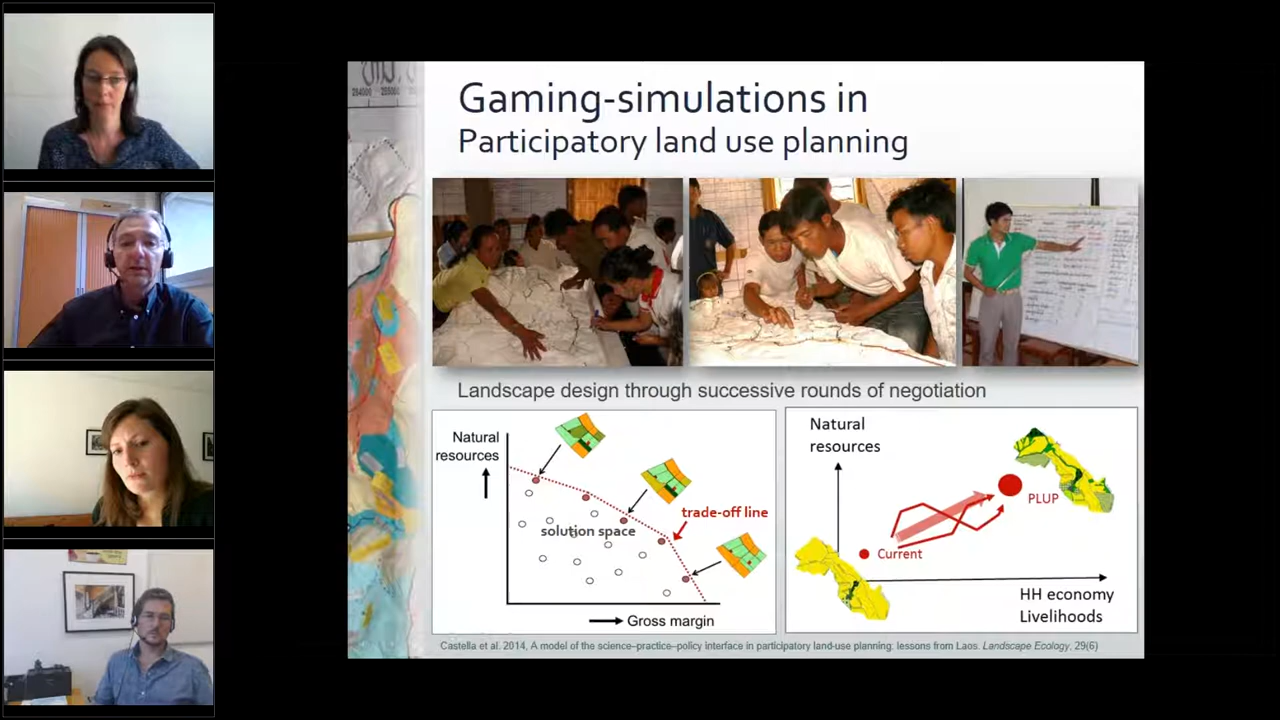 Gaming-simulations in
Participatory land use planning
Landscape design through successive rounds of negotiation
Natural
resources
trade-off line
solution space
Gross margin
Natural
resources
PLUP
Current
HH economy
Livelihoods
Castella et al. 2014, A model of the science–practice–policy interface in participatory land-use planning: lessons from Laos. Landscape Ecology, 29(6)